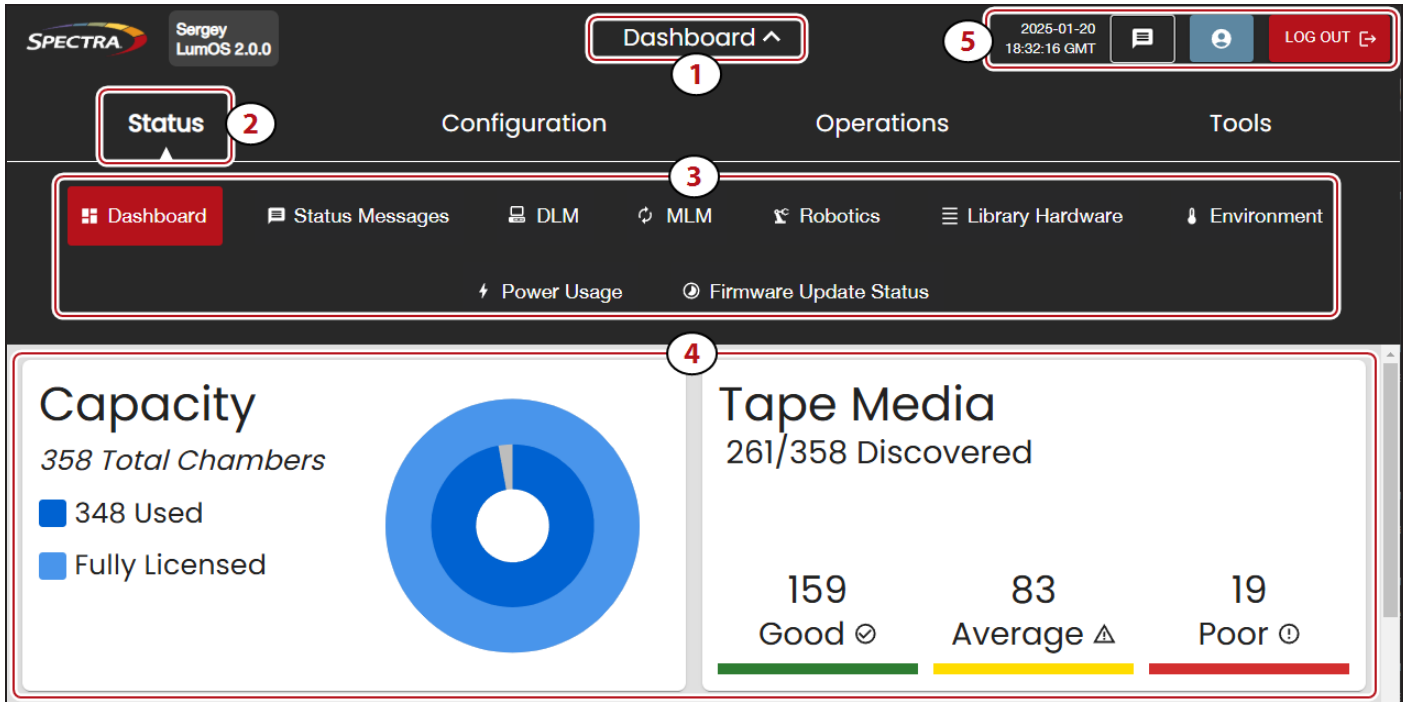 SPECTRA
Sergey
LumOS 2.0.0
Dashboard
1
5
2025-01-20
18:32:16 GMT
LOG OUT
Status
2
Configuration
Operations
Tools
3
Dashboard
Status Messages
DLM
MLM
Robotics
Library Hardware
Environment
Power Usage
Firmware Update Status
4
Capacity
358 Total Chambers
348 Used
Fully Licensed
Tape Media
261/358 Discovered
159
Good
83
Average
19
Poor